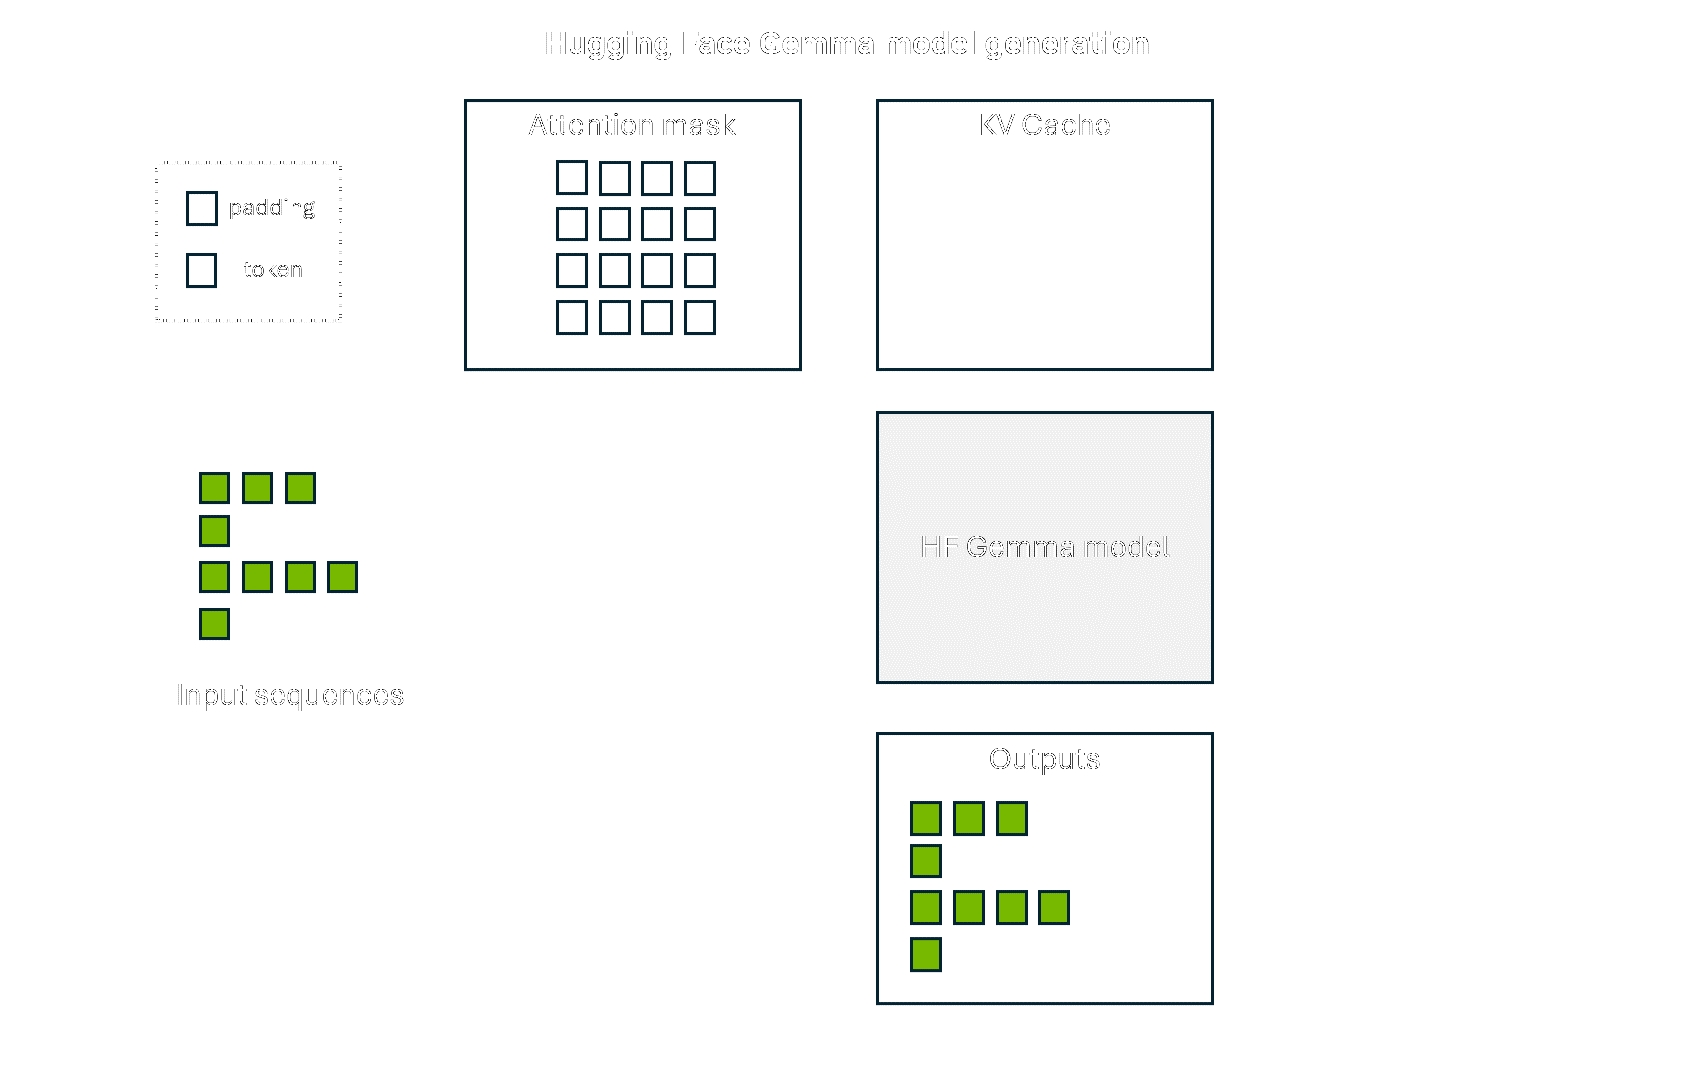 Hugging Face Gemma model generation
Attention mask
KV Cache
padding
token
HF Gemma model
Input sequences
Outputs